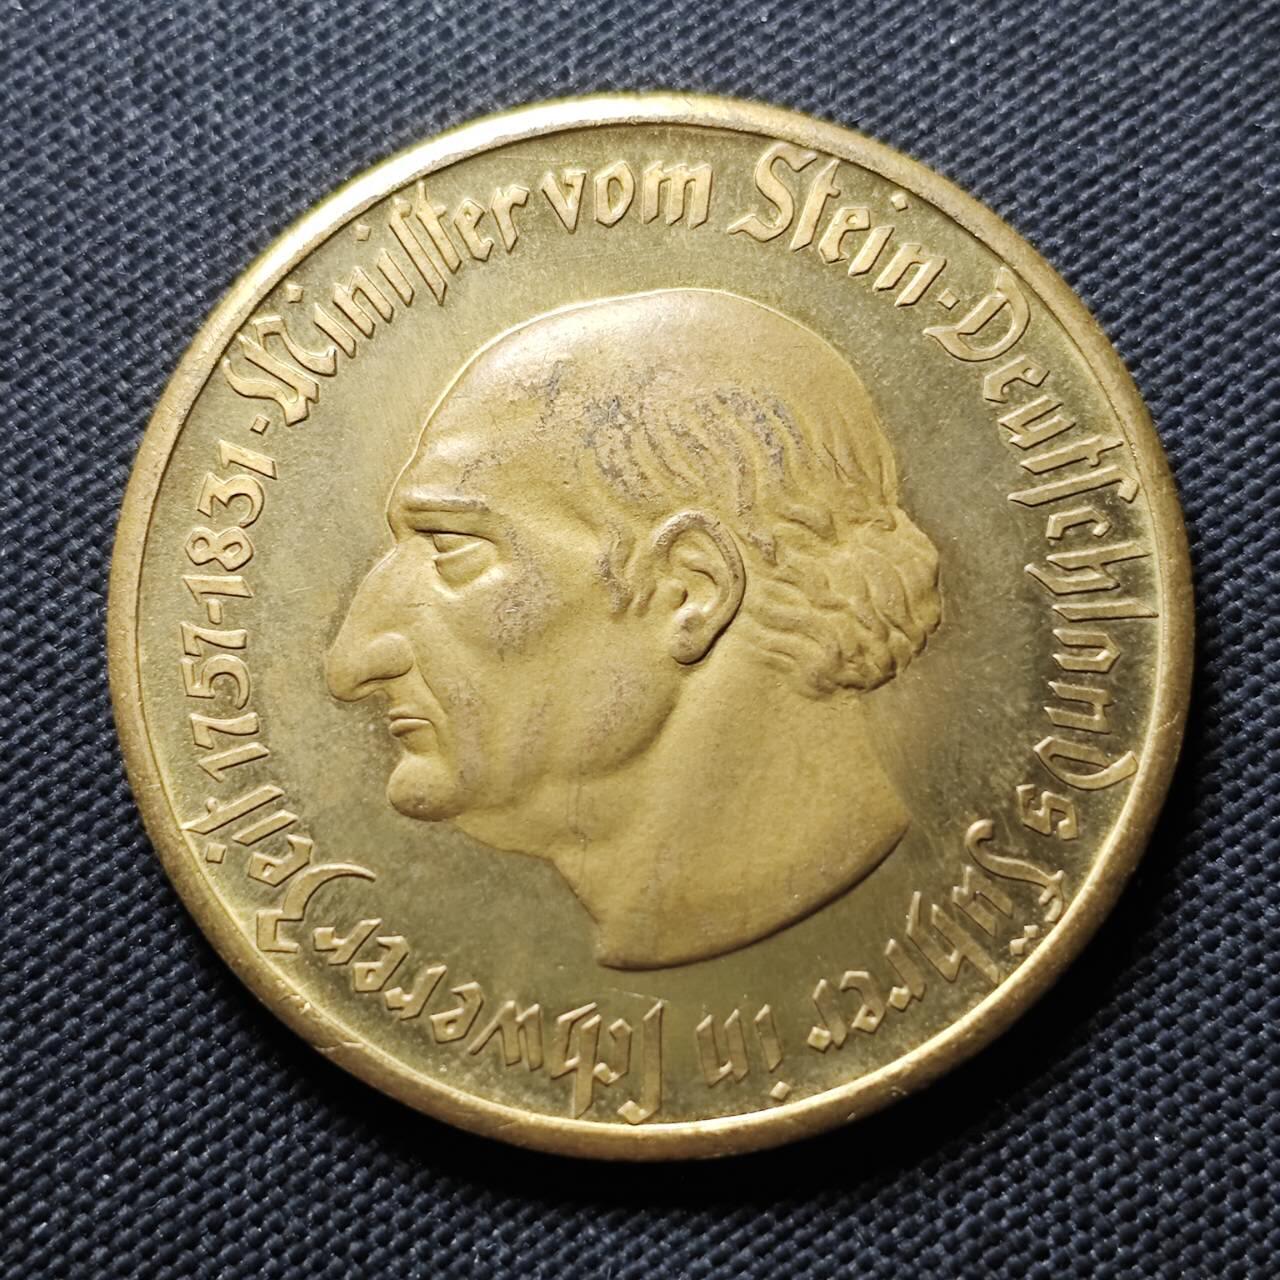 Minister vom Stein · Deutschlands Führer in schwerer Zeit 1757-1831 ·